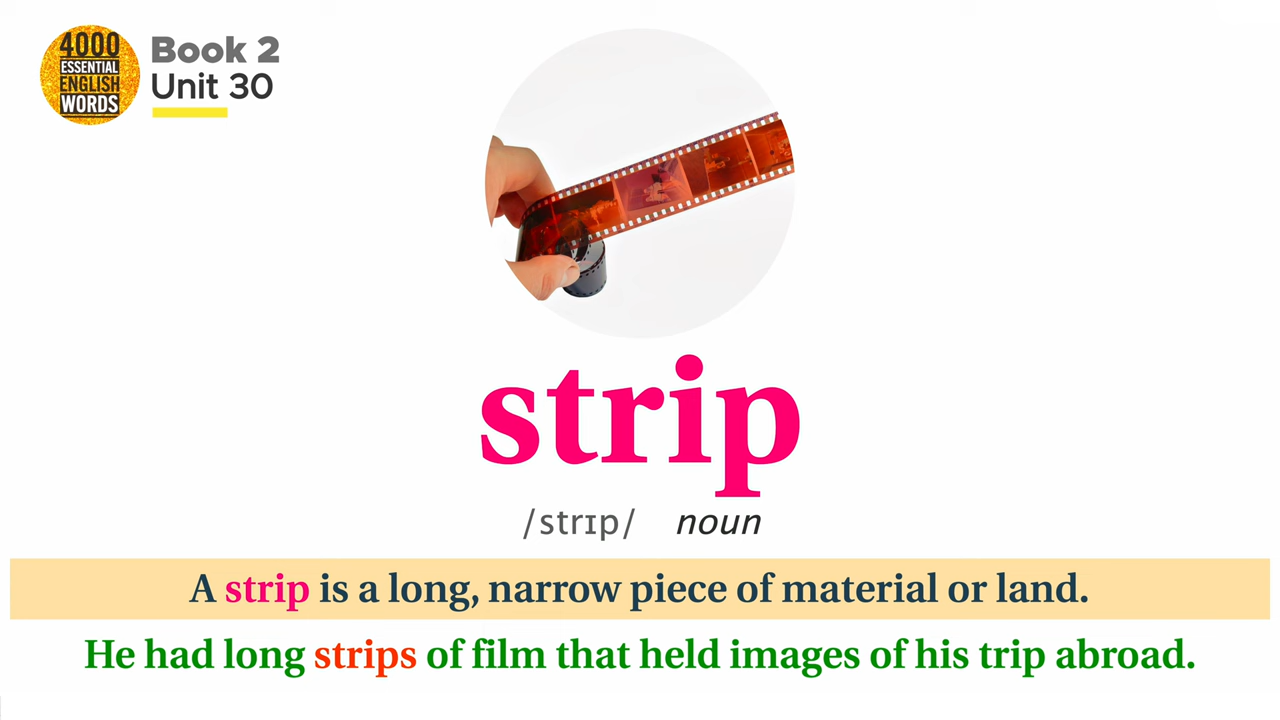 4000
ESSENTIAL
ENGLISH
WORDS
Book 2
Unit 30
strip
/strɪp/ noun
A strip is a long, narrow piece of material or land.
He had long strips of film that held images of his trip abroad.